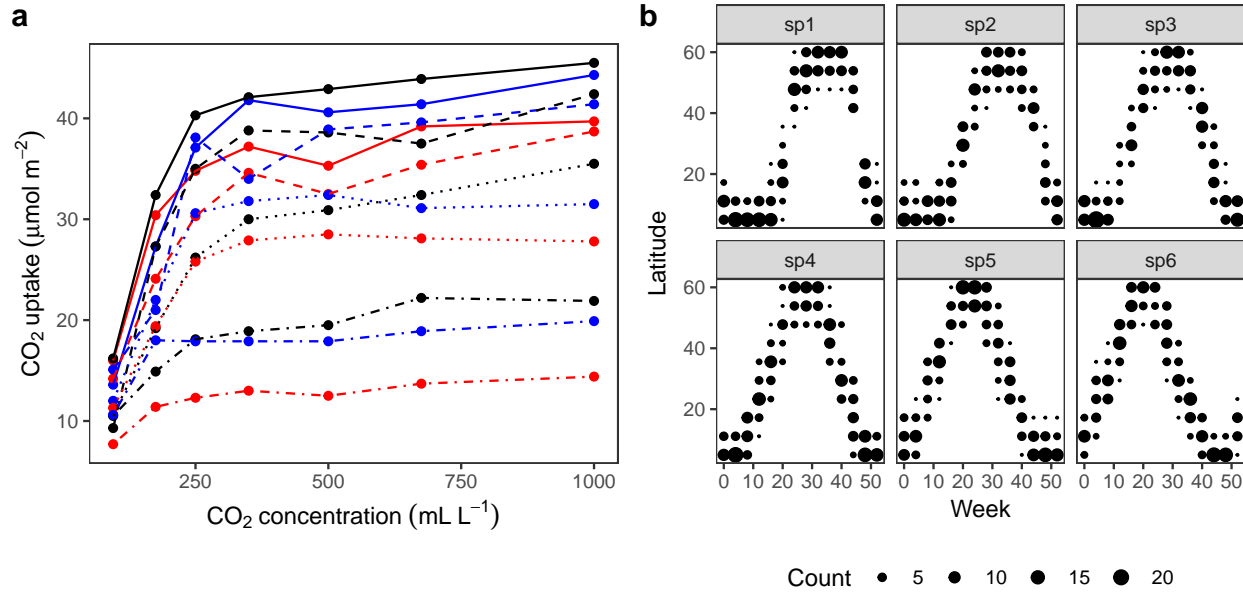 a
40
30
20
10
250
500
750
1000
CO₂ uptake (μmol m⁻²)
CO₂ concentration (mL L⁻¹)
b
sp1
sp2
sp3
60
40
20
sp4
sp5
sp6
60
40
20
0 10 20 30 40 50
0 10 20 30 40 50
0 10 20 30 40 50
Latitude
Week
Count 5 10 15 20